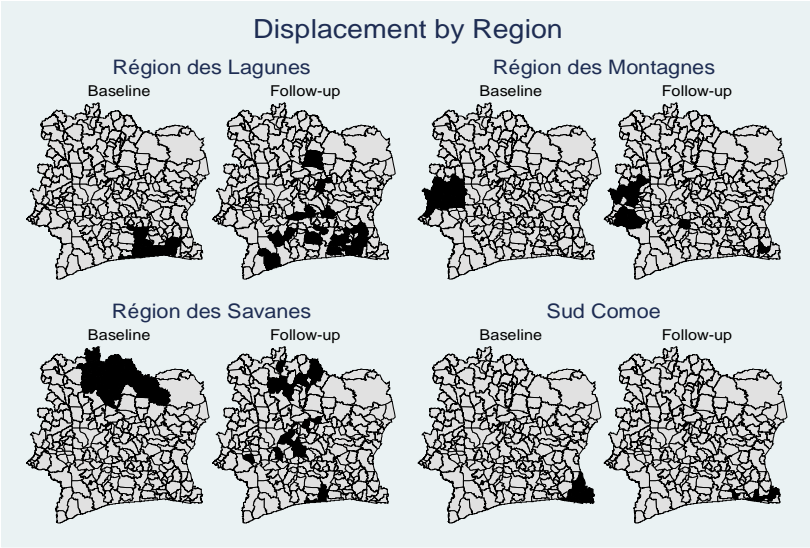 Displacement by Region
Région des Lagunes
Baseline Follow-up
Région des Montagnes
Baseline Follow-up
Région des Savanes
Baseline Follow-up
Sud Comoe
Baseline Follow-up